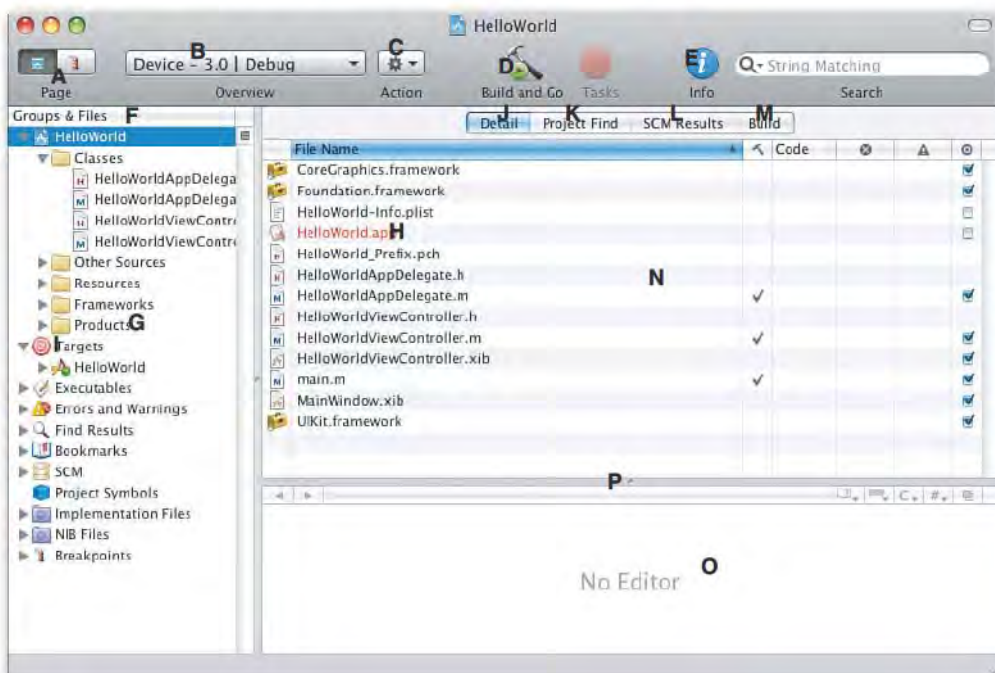 HelloWorld
A
B
C
D
E
Device - 3.0 | Debug
String Matching
Page
Overview
Action
Build and Go
Tasks
Info
Search
Groups & Files
F
J
K
L
M
Detail
Project Find
SCM Results
Build
HelloWorld
Classes
HelloWorldAppDelega
HelloWorldAppDelega
HelloWorldViewContr
HelloWorldViewContr
Other Sources
Resources
Frameworks
Products
G
I
Targets
HelloWorld
Executables
Errors and Warnings
Find Results
Bookmarks
SCM
Project Symbols
Implementation Files
NIB Files
Breakpoints
File Name
Code
CoreGraphics.framework
Foundation.framework
HelloWorld-Info.plist
HelloWorld.ap
H
HelloWorld_Prefix.pch
HelloWorldAppDelegate.h
N
HelloWorldAppDelegate.m
HelloWorldViewController.h
HelloWorldViewController.m
HelloWorldViewController.xib
main.m
MainWindow.xib
UIKit.framework
P
C
#
No Editor
O